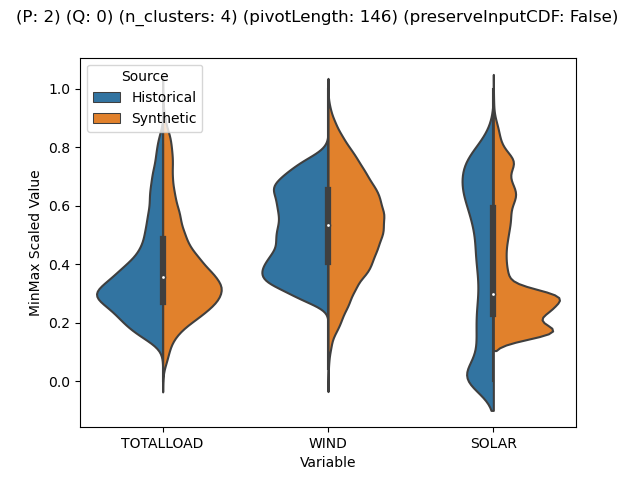 (P: 2) (Q: 0) (n_clusters: 4) (pivotLength: 146) (preserveInputCDF: False)
Source
Historical
Synthetic
MinMax Scaled Value
1.0
0.8
0.6
0.4
0.2
0.0
TOTALLOAD WIND SOLAR
Variable